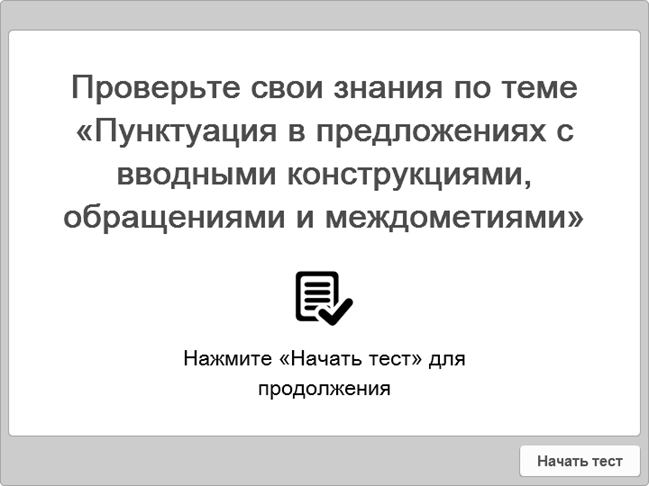 Проверьте свои знания по теме
«Пунктуация в предложениях с
вводными конструкциями,
обращениями и междометиями»
Нажмите «Начать тест» для
продолжения
Начать тест